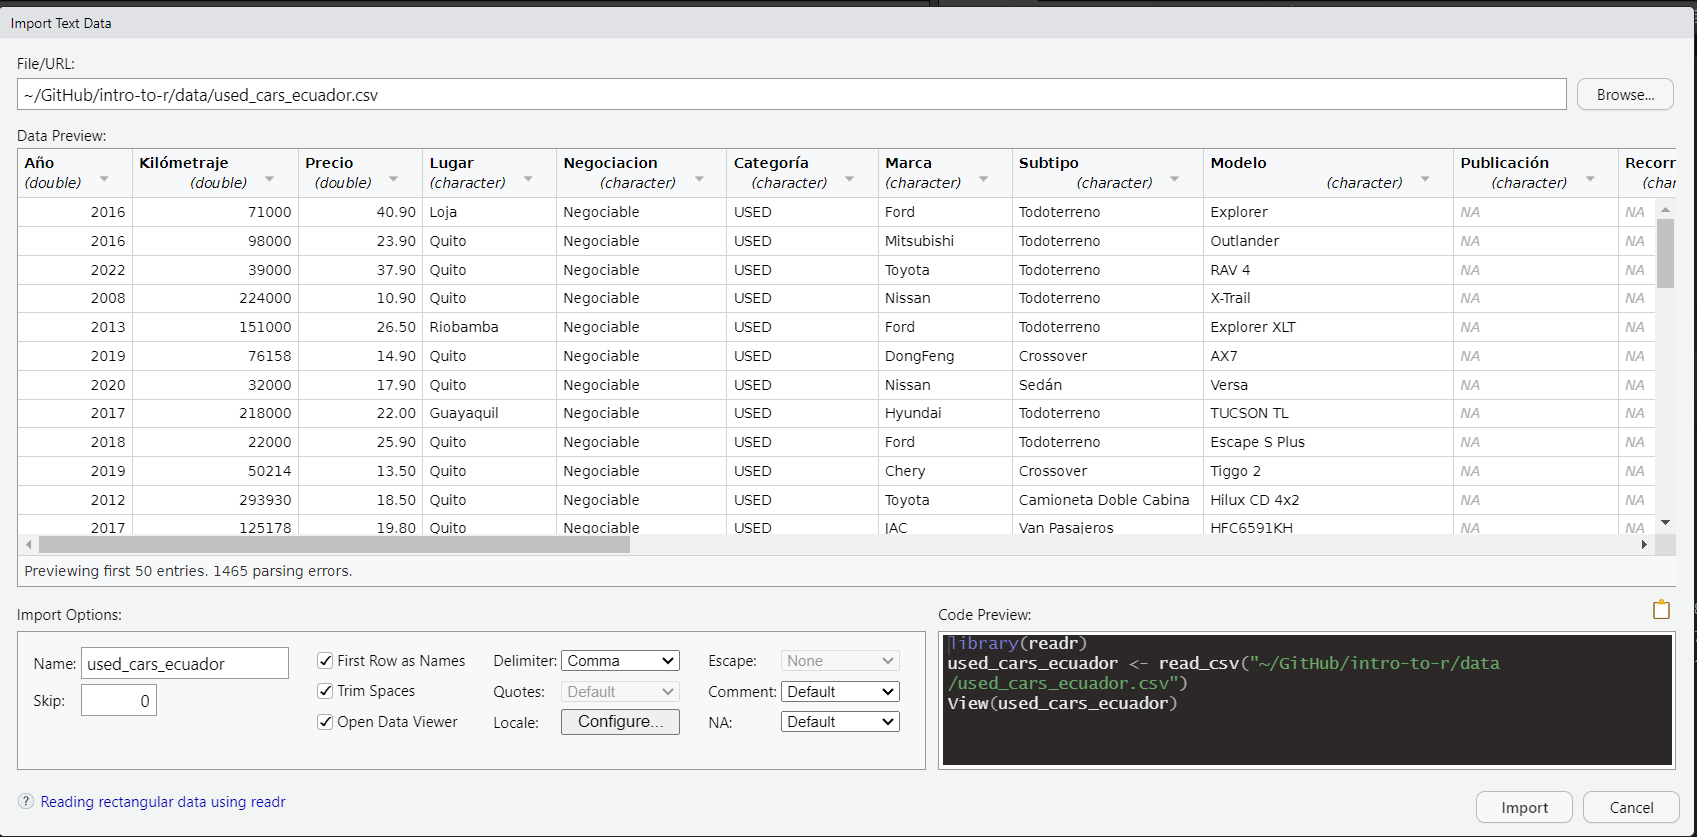 Import Text Data
File/URL:
~/GitHub/intro-to-r/data/used_cars_ecuador.csv Browse...
Data Preview:
Año Kilómetraje Precio Lugar Negociacion Categoría Marca Subtipo Modelo Publicación Recorr
(double) (double) (double) (character) (character) (character) (character) (character) (character) (character) (char
2016 71000 40.90 Loja Negociable USED Ford Todoterreno Explorer NA NA
2016 98000 23.90 Quito Negociable USED Mitsubishi Todoterreno Outlander NA NA
2022 39000 37.90 Quito Negociable USED Toyota Todoterreno RAV 4 NA NA
2008 224000 10.90 Quito Negociable USED Nissan Todoterreno X-Trail NA NA
2013 151000 26.50 Riobamba Negociable USED Ford Todoterreno Explorer XLT NA NA
2019 76158 14.90 Quito Negociable USED DongFeng Crossover AX7 NA NA
2020 32000 17.90 Quito Negociable USED Nissan Sedán Versa NA NA
2017 218000 22.00 Guayaquil Negociable USED Hyundai Todoterreno TUCSON TL NA NA
2018 22000 25.90 Quito Negociable USED Ford Todoterreno Escape S Plus NA NA
2019 50214 13.50 Quito Negociable USED Chery Crossover Tiggo 2 NA NA
2012 293930 18.50 Quito Negociable USED Toyota Camioneta Doble Cabina Hilux CD 4x2 NA NA
2017 125178 19.80 Quito Negociable USED JAC Van Pasajeros HFC6591KH NA NA
Previewing first 50 entries. 1465 parsing errors.
Import Options:
Name: used_cars_ecuador
Skip: 0
First Row as Names
Trim Spaces
Open Data Viewer
Delimiter: Comma
Quotes: Default
Locale: Configure...
Escape: None
Comment: Default
NA: Default
Code Preview:
library(readr)
used_cars_ecuador <- read_csv("~/GitHub/intro-to-r/data
/used_cars_ecuador.csv")
View(used_cars_ecuador)
? Reading rectangular data using readr
Import Cancel